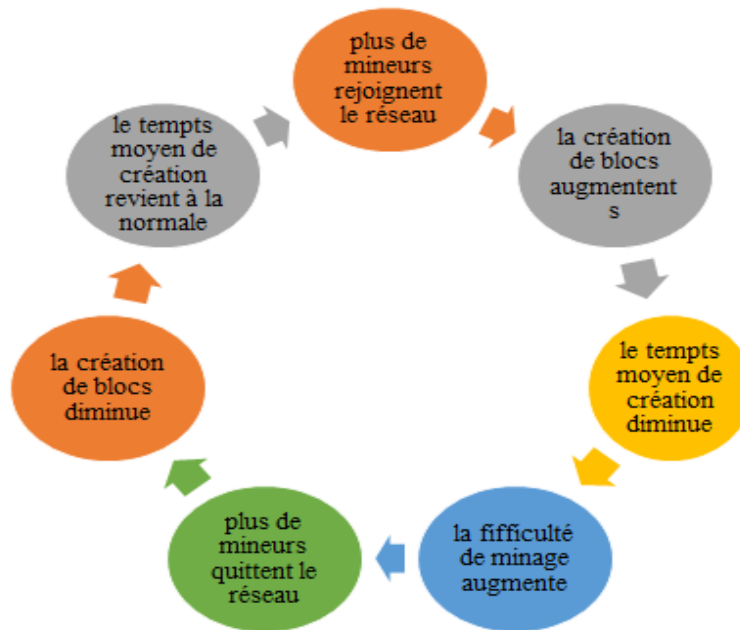 plus de
mineurs
rejoignent
le réseau
la création
de blocs
augmentent
s
le tempts
moyen de
création
diminue
la fifficulté
de minage
augmente
plus de
mineurs
quittent le
réseau
la création
de blocs
diminue
le tempts
moyen de
création
revient à la
normale